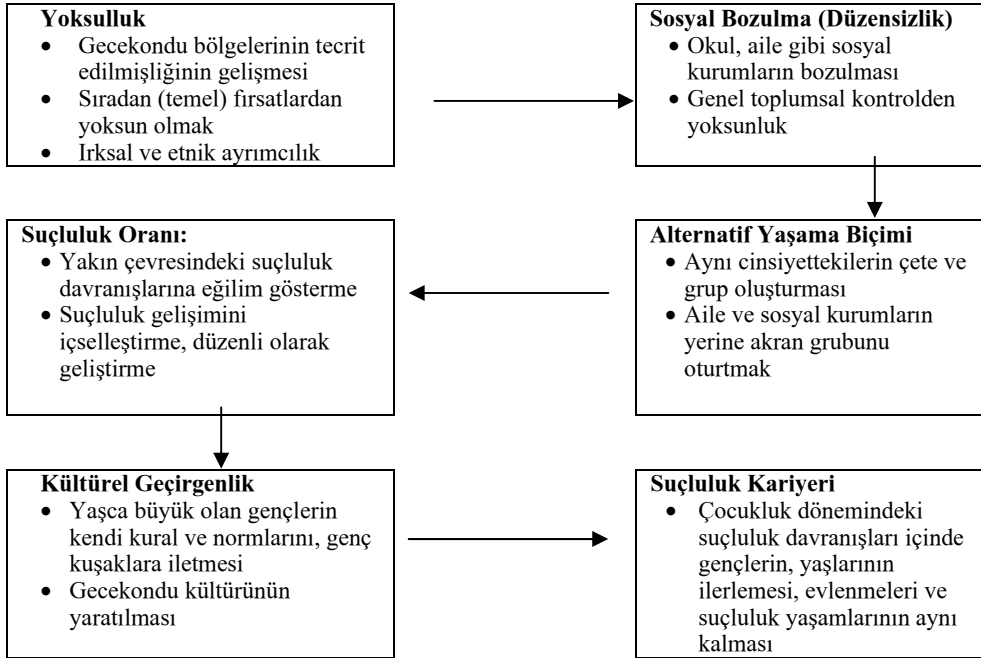 Yoksulluk
• Gecekondu bölgelerinin tecrit
edilmişliğinin gelişmesi
• Sıradan (temel) fırsatlardan
yoksun olmak
• Irksal ve etnik ayrımcılık
Sosyal Bozulma (Düzensizlik)
• Okul, aile gibi sosyal
kurumların bozulması
• Genel toplumsal kontrolden
yoksunluk
Alternatif Yaşama Biçimi
• Aynı cinsiyettekilerin çete ve
grup oluşturması
• Aile ve sosyal kurumların
yerine akran grubunu
oturtmak
Suçluluk Oranı:
• Yakın çevresindeki suçluluk
davranışlarına eğilim gösterme
• Suçluluk gelişimini
içselleştirme, düzenli olarak
geliştirme
Kültürel Geçirgenlik
• Yaşca büyük olan gençlerin
kendi kural ve normlarını, genç
kuşaklara iletmesi
• Gecekondu kültürünün
yaratılması
Suçluluk Kariyeri
• Çocukluk dönemindeki
suçluluk davranışları içinde
gençlerin, yaşlarının
ilerlemesi, evlenmeleri ve
suçluluk yaşamlarının aynı
kalması